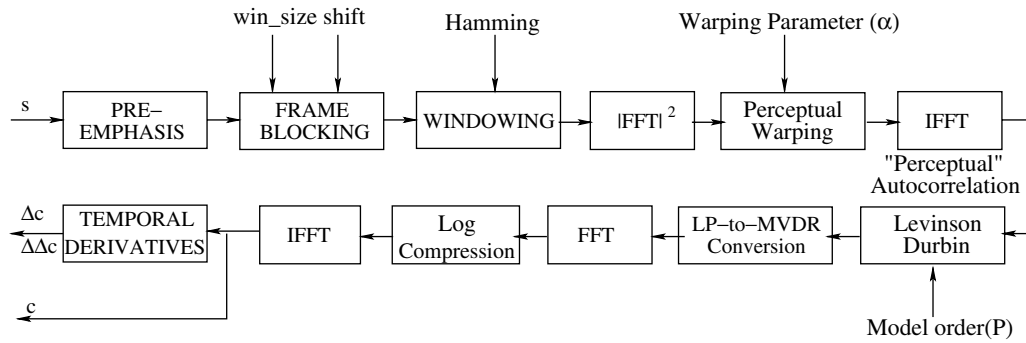 win_size shift
Hamming
Warping Parameter (α)
s
PRE−
EMPHASIS
FRAME
BLOCKING
WINDOWING
|FFT| 2
Perceptual
Warping
IFFT
"Perceptual"
Autocorrelation
Δc
ΔΔc
TEMPORAL
DERIVATIVES
IFFT
Log
Compression
FFT
LP−to−MVDR
Conversion
Levinson
Durbin
c
Model order(P)